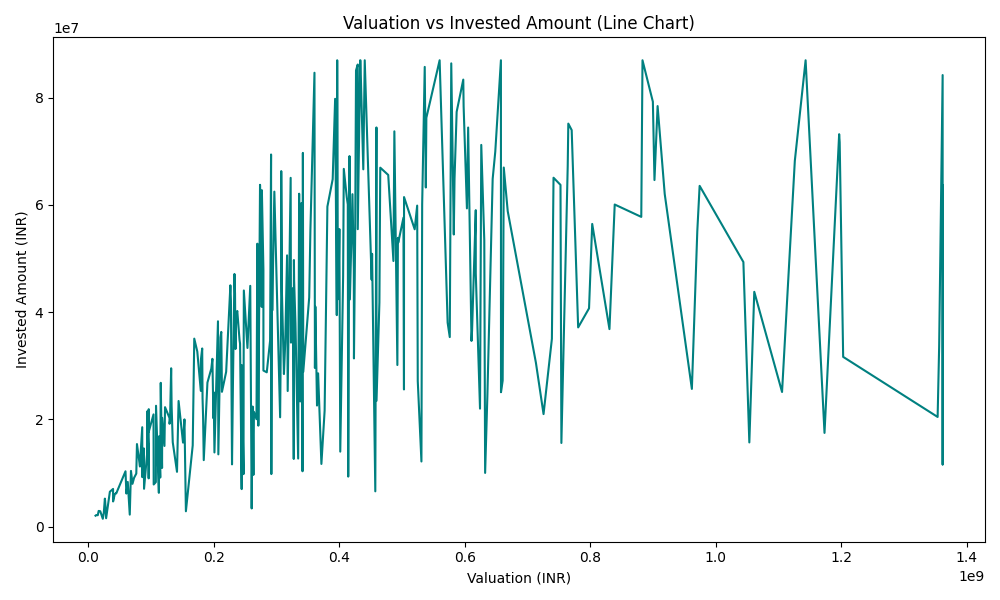 Valuation vs Invested Amount (Line Chart)
1e7
8
6
4
2
0
Invested Amount (INR)
0.0 0.2 0.4 0.6 0.8 1.0 1.2 1.4
1e9
Valuation (INR)